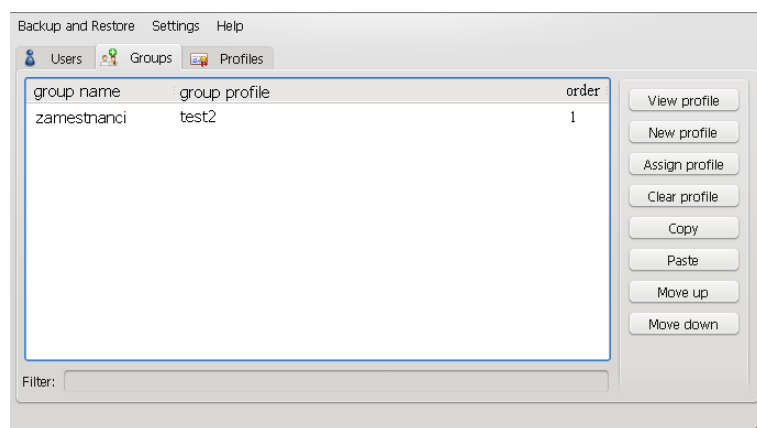 Backup and Restore Settings Help
Users Groups Profiles
group name group profile order
zamestnanci test2 1
View profile
New profile
Assign profile
Clear profile
Copy
Paste
Move up
Move down
Filter: